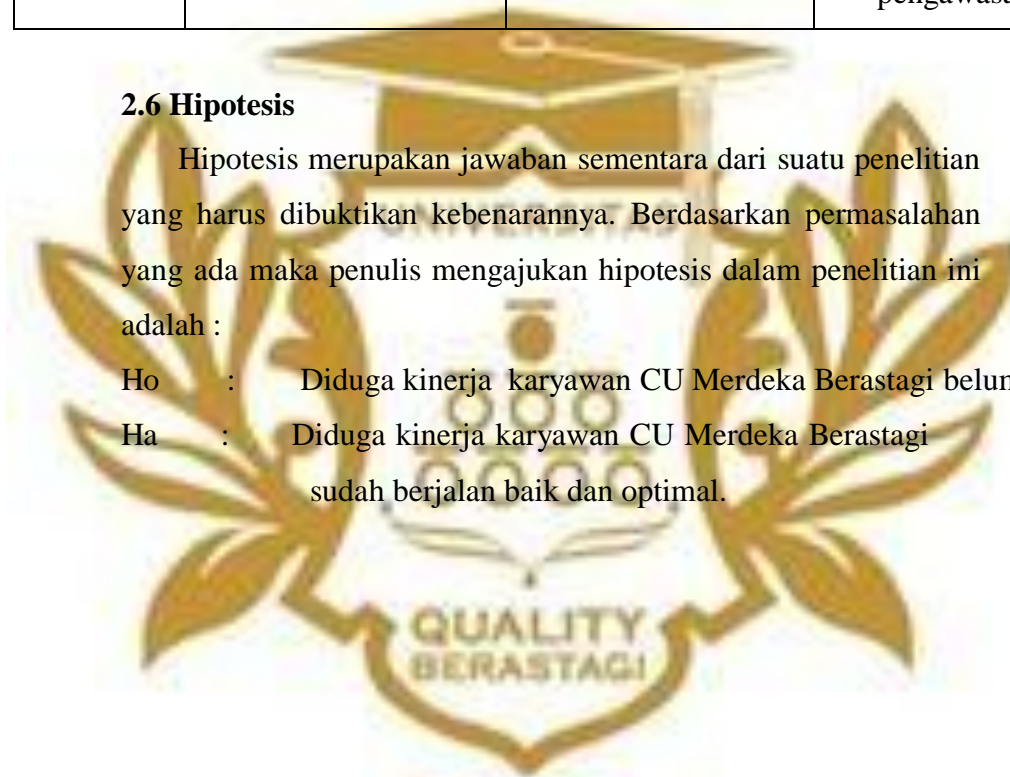 2.6 Hipotesis
Hipotesis merupakan jawaban sementara dari suatu penelitian
yang harus dibuktikan kebenarannya. Berdasarkan permasalahan
yang ada maka penulis mengajukan hipotesis dalam penelitian ini
adalah :
Ho : Diduga kinerja karyawan CU Merdeka Berastagi
Ha : Diduga kinerja karyawan CU Merdeka Berastagi
sudah berjalan baik dan optimal.
UNIVERSITAS
QUALITY
BERASTAGI